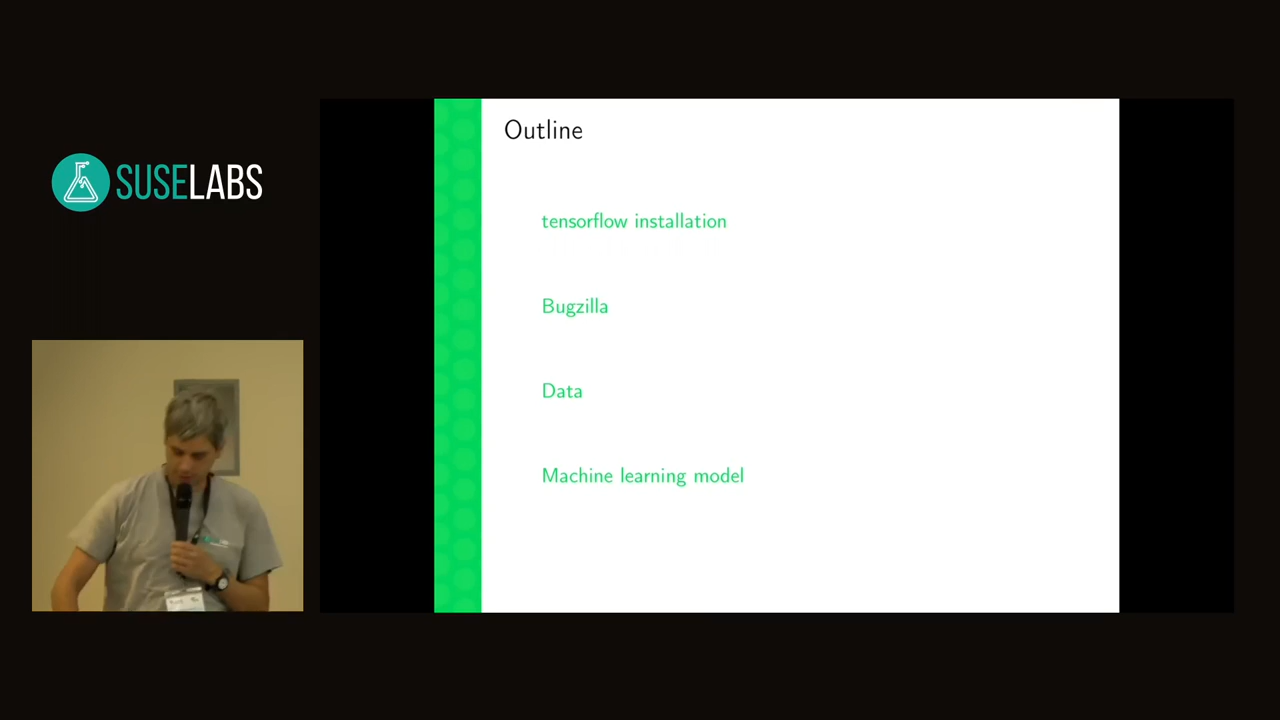 SUSELABS
Outline
tensorflow installation
Bugzilla
Data
Machine learning model